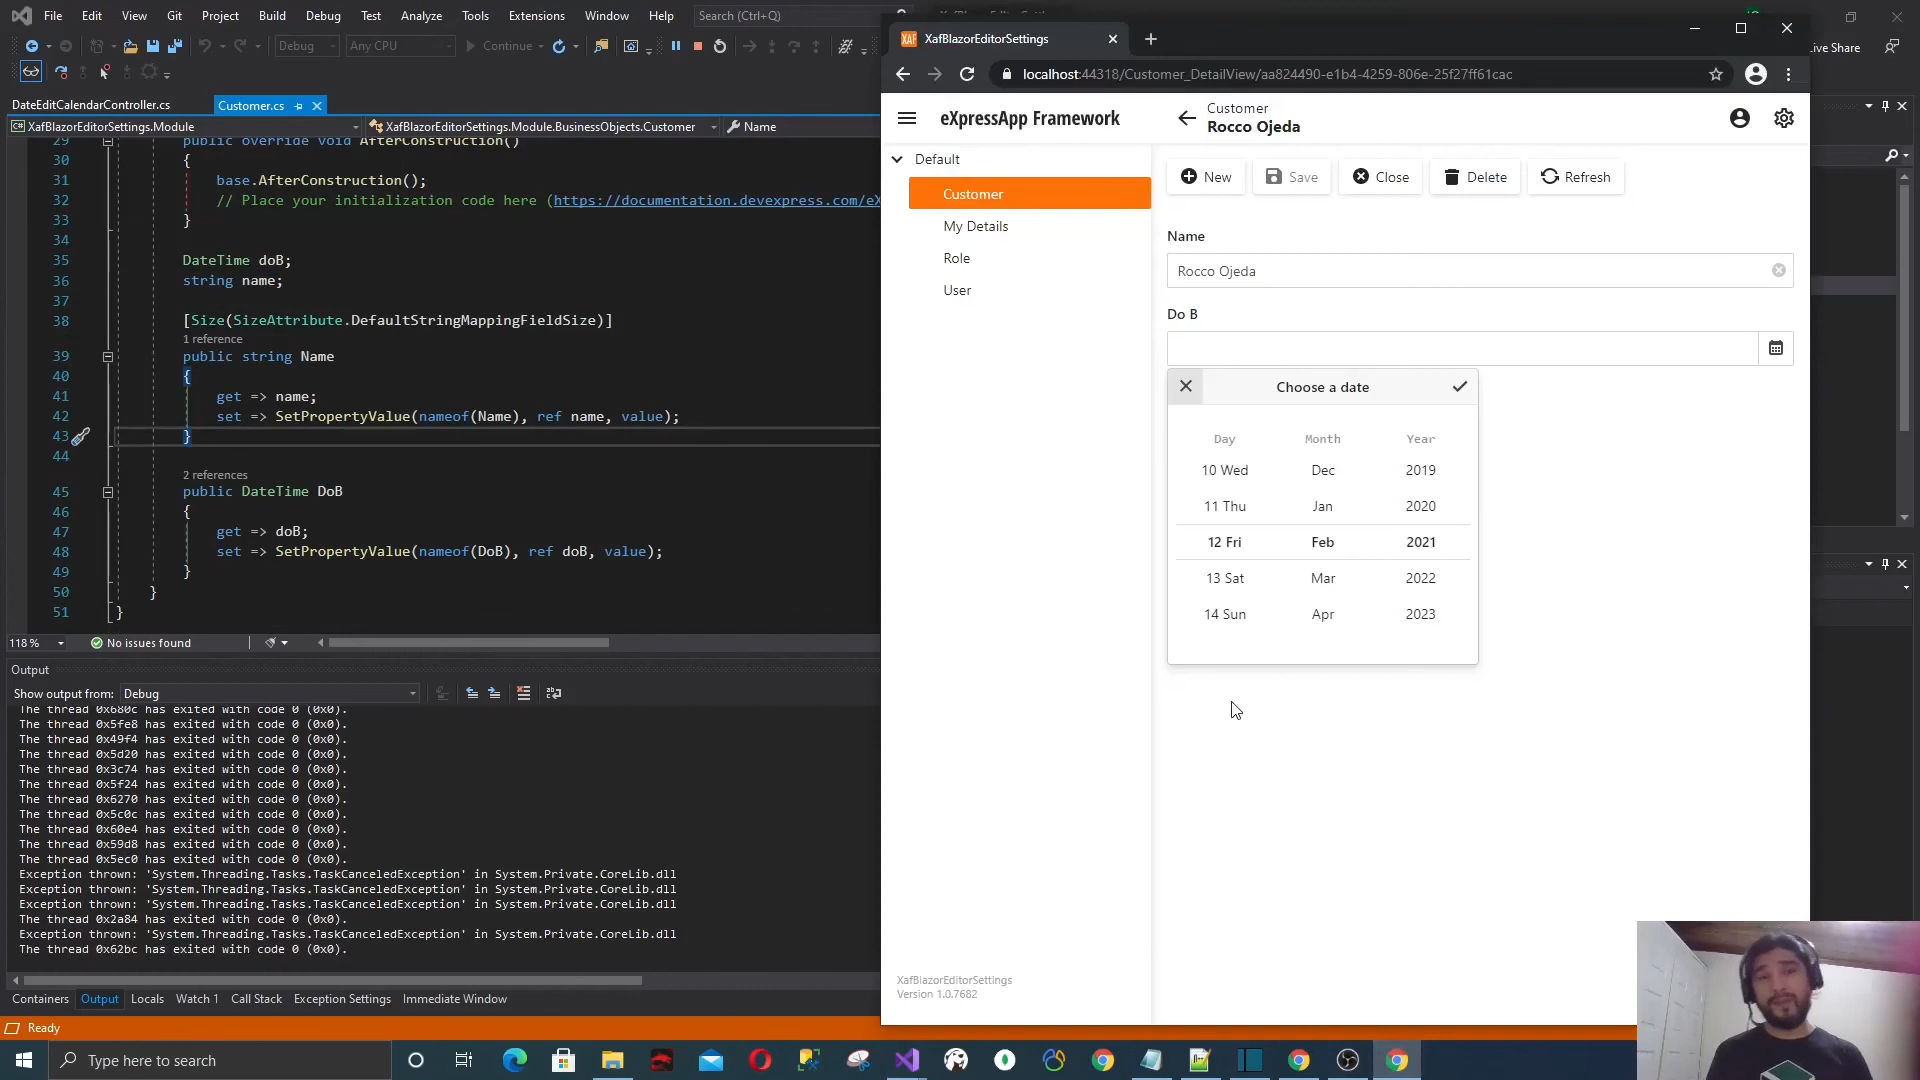 File Edit View Git Project Build Debug Test Analyze Tools Extensions Window Help Search (Ctrl+Q)
Debug Any CPU Continue
Live Share
DateEditCalendarController.cs Customer.cs
XafBlazorEditorSettings.Module XafBlazorEditorSettings.Module.BusinessObjects.Customer Name
29 public override void AfterConstruction()
30 {
31 base.AfterConstruction();
32 // Place your initialization code here (https://documentation.devexpress.com/eX
33 }
34
35 DateTime doB;
36 string name;
37
38 [Size(SizeAttribute.DefaultStringMappingFieldSize)]
1 reference
39 public string Name
40 {
41 get => name;
42 set => SetPropertyValue(nameof(Name), ref name, value);
43 }
44
2 references
45 public DateTime DoB
46 {
47 get => doB;
48 set => SetPropertyValue(nameof(DoB), ref doB, value);
49 }
50 }
51 }
118 % No issues found
Output
Show output from: Debug
The thread 0x680c has exited with code 0 (0x0).
The thread 0x5fe8 has exited with code 0 (0x0).
The thread 0x49f4 has exited with code 0 (0x0).
The thread 0x5d20 has exited with code 0 (0x0).
The thread 0x3c74 has exited with code 0 (0x0).
The thread 0x5f24 has exited with code 0 (0x0).
The thread 0x6270 has exited with code 0 (0x0).
The thread 0x5c0c has exited with code 0 (0x0).
The thread 0x60e4 has exited with code 0 (0x0).
The thread 0x59d8 has exited with code 0 (0x0).
The thread 0x5ec0 has exited with code 0 (0x0).
Exception thrown: 'System.Threading.Tasks.TaskCanceledException' in System.Private.CoreLib.dll
Exception thrown: 'System.Threading.Tasks.TaskCanceledException' in System.Private.CoreLib.dll
Exception thrown: 'System.Threading.Tasks.TaskCanceledException' in System.Private.CoreLib.dll
The thread 0x2a84 has exited with code 0 (0x0).
Exception thrown: 'System.Threading.Tasks.TaskCanceledException' in System.Private.CoreLib.dll
The thread 0x62bc has exited with code 0 (0x0).
Containers Output Locals Watch 1 Call Stack Exception Settings Immediate Window
Ready
Type here to search
XAF XafBlazorEditorSettings
localhost:44318/Customer_DetailView/aa824490-e1b4-4259-806e-25f27ff61cac
eXpressApp Framework
Customer
Rocco Ojeda
Default
Customer
My Details
Role
User
New Save Close Delete Refresh
Name
Rocco Ojeda
Do B
Choose a date
Day Month Year
10 Wed Dec 2019
11 Thu Jan 2020
12 Fri Feb 2021
13 Sat Mar 2022
14 Sun Apr 2023
XafBlazorEditorSettings
Version 1.0.7682